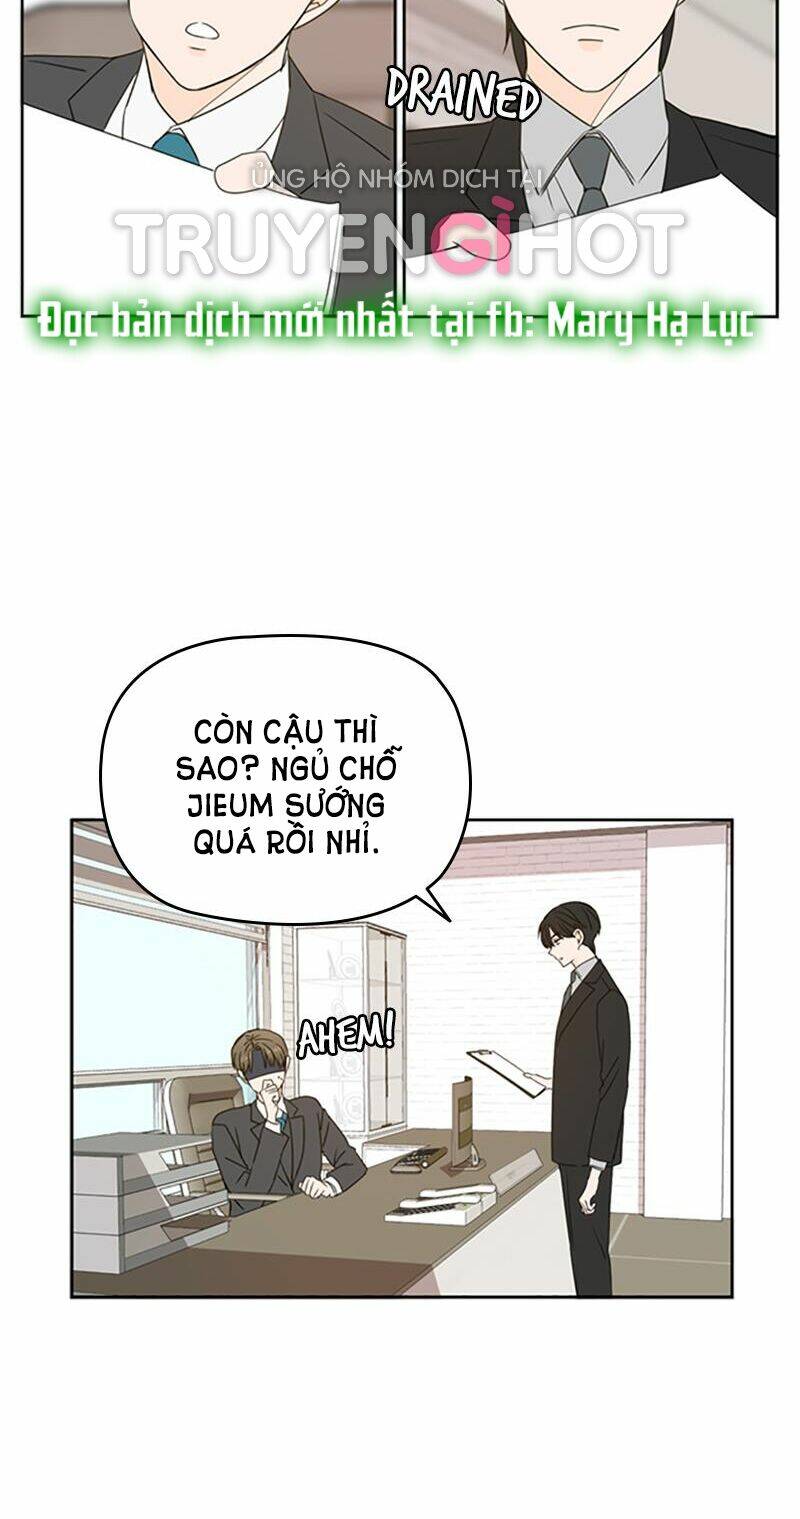 DRAINED
ỦNG HỘ NHÓM DỊCH TẠI
TRUYENGIHOT
Đọc bản dịch mới nhất tại fb: Mary Hạ Lục
CÒN CẬU THÌ
SAO? NGỦ CHỖ
JIEUM SƯỚNG
QUÁ RỒI NHỈ.
AHEM!